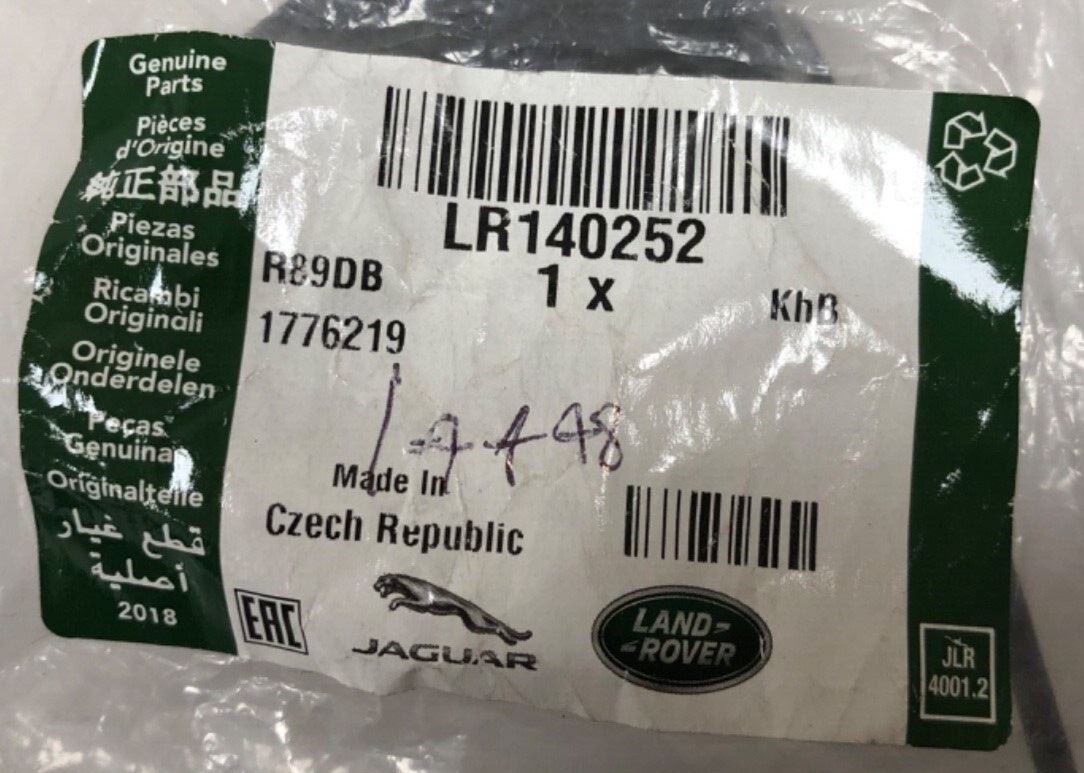 Genuine
Parts
Pièces
d'Origine
純正部品
Piezas
Originales
Ricambi
Originali
Originele
Onderdelen
Peças
Genuinas
Originalteile
قطع غيار
أصلية
2018
LR140252
R89DB
1 x
KhB
1776219
Made In
Czech Republic
EAC
JAGUAR
LAND-
-ROVER
JLR
4001.2